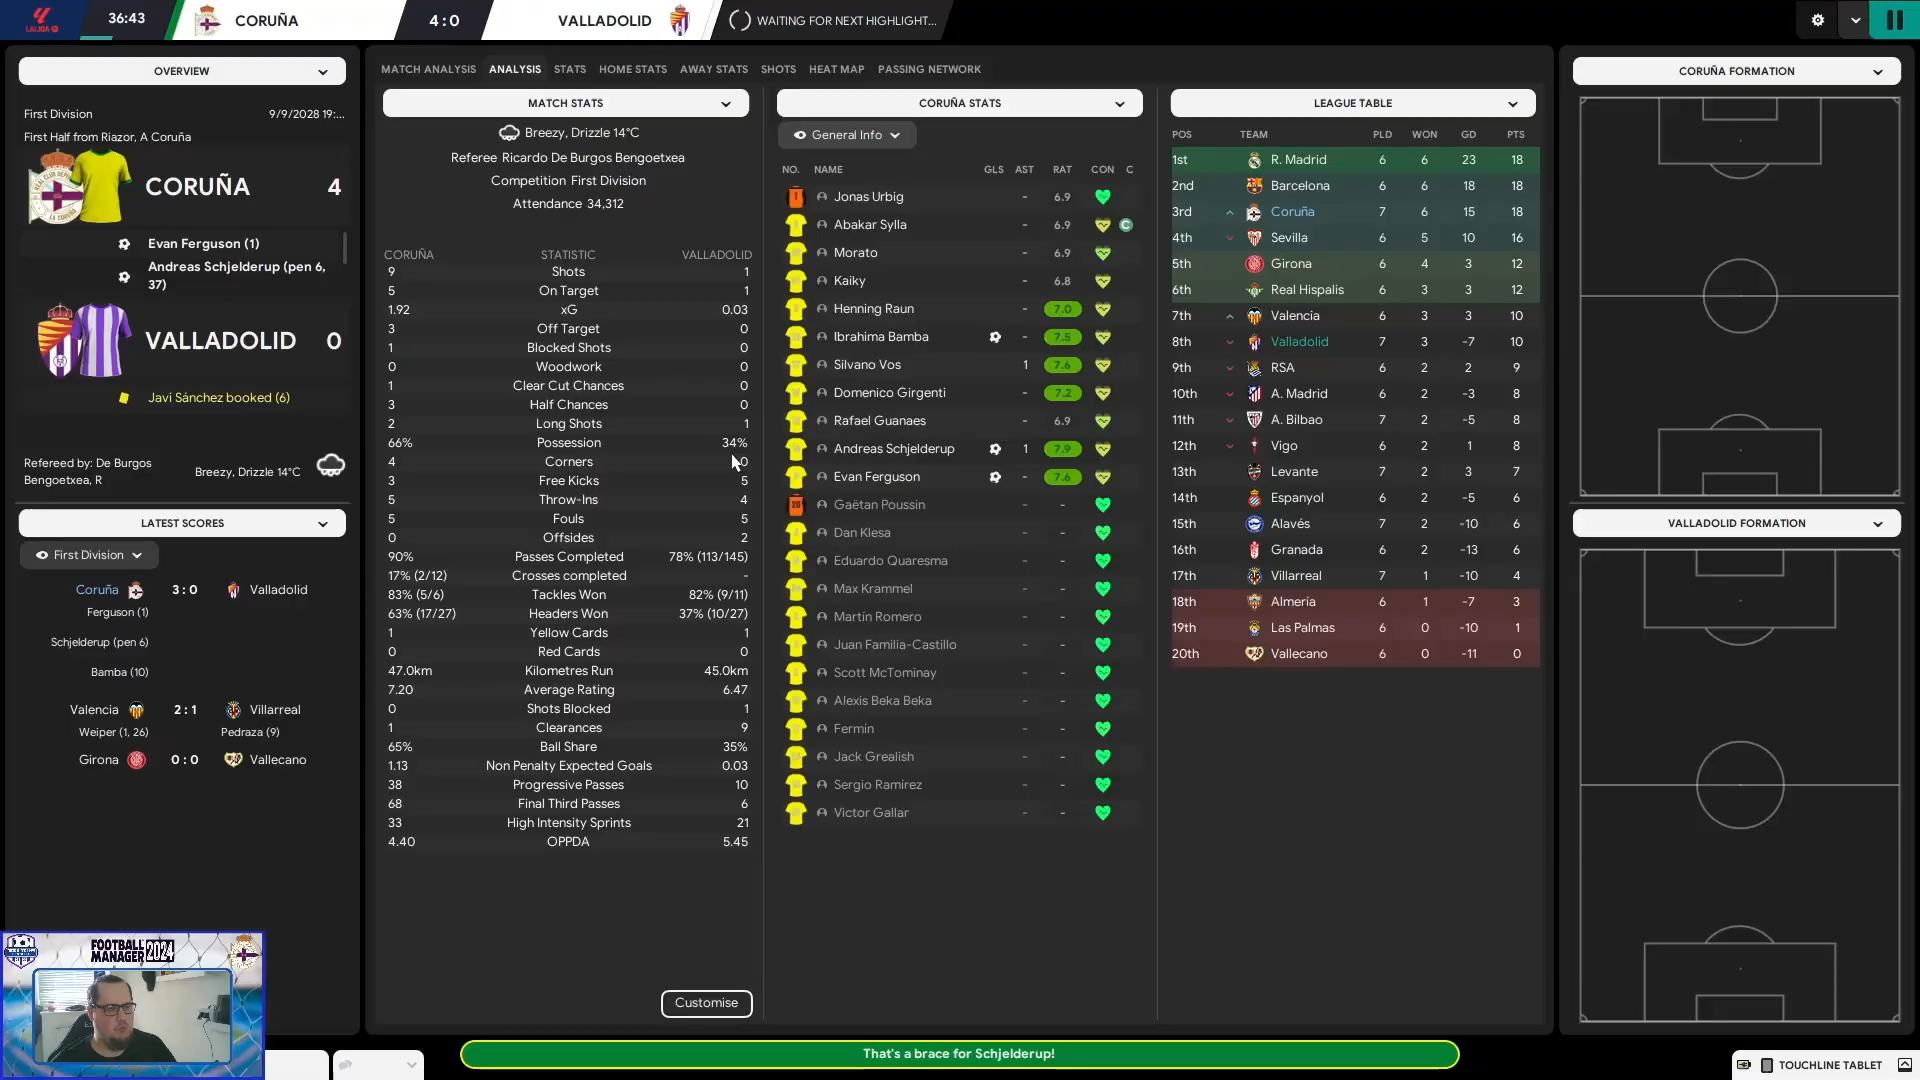 LALIGA
36:43
CORUÑA
4 : 0
VALLADOLID
WAITING FOR NEXT HIGHLIGHT...
OVERVIEW
First Division 9/9/2028 19:...
First Half from Riazor, A Coruña
CORUÑA 4
Evan Ferguson (1)
Andreas Schjelderup (pen 6,
37)
VALLADOLID 0
Javi Sánchez booked (6)
Refereed by: De Burgos
Bengoetxea, R
Breezy, Drizzle 14°C
LATEST SCORES
First Division
Coruña 3 : 0 Valladolid
Ferguson (1)
Schjelderup (pen 6)
Bamba (10)
Valencia 2 : 1 Villarreal
Weiper (1, 26) Pedraza (9)
Girona 0 : 0 Vallecano
FOOTBALL
MANAGER 2024
MATCH ANALYSIS ANALYSIS STATS HOME STATS AWAY STATS SHOTS HEAT MAP PASSING NETWORK
MATCH STATS
Breezy, Drizzle 14°C
Referee Ricardo De Burgos Bengoetxea
Competition First Division
Attendance 34,312
CORUÑA STATISTIC VALLADOLID
9 Shots 1
5 On Target 1
1.92 xG 0.03
3 Off Target 0
1 Blocked Shots 0
0 Woodwork 0
1 Clear Cut Chances 0
3 Half Chances 0
2 Long Shots 1
66% Possession 34%
4 Corners 0
3 Free Kicks 5
5 Throw-Ins 4
5 Fouls 5
0 Offsides 2
90% Passes Completed 78% (113/145)
17% (2/12) Crosses completed -
83% (5/6) Tackles Won 82% (9/11)
63% (17/27) Headers Won 37% (10/27)
1 Yellow Cards 1
0 Red Cards 0
47.0km Kilometres Run 45.0km
7.20 Average Rating 6.47
0 Shots Blocked 1
1 Clearances 9
65% Ball Share 35%
1.13 Non Penalty Expected Goals 0.03
38 Progressive Passes 10
68 Final Third Passes 6
33 High Intensity Sprints 21
4.40 OPPDA 5.45
Customise
CORUÑA STATS
General Info
NO. NAME GLS AST RAT CON C
1 Jonas Urbig - 6.9
Abakar Sylla - 6.9 C
Morato - 6.9
Kaiky - 6.8
Henning Raun - 7.0
Ibrahima Bamba - 7.5
Silvano Vos 1 7.6
Domenico Girgenti - 7.2
Rafael Guanaes - 6.9
Andreas Schjelderup 1 7.9
Evan Ferguson - 7.6
20 Gaëtan Poussin - -
Dan Klesa - -
Eduardo Quaresma - -
Max Krammel - -
Martín Romero - -
Juan Familia-Castillo - -
Scott McTominay - -
Alexis Beka Beka - -
Fermín - -
Jack Grealish - -
Sergio Ramírez - -
Victor Gallar - -
LEAGUE TABLE
POS TEAM PLD WON GD PTS
1st R. Madrid 6 6 23 18
2nd Barcelona 6 6 18 18
3rd Coruña 7 6 15 18
4th Sevilla 6 5 10 16
5th Girona 6 4 3 12
6th Real Hispalis 6 3 3 12
7th Valencia 6 3 3 10
8th Valladolid 7 3 -7 10
9th RSA 6 2 2 9
10th A. Madrid 6 2 -3 8
11th A. Bilbao 7 2 -5 8
12th Vigo 6 2 1 8
13th Levante 7 2 3 7
14th Espanyol 6 2 -5 6
15th Alavés 7 2 -10 6
16th Granada 6 2 -13 6
17th Villarreal 7 1 -10 4
18th Almería 6 1 -7 3
19th Las Palmas 6 0 -10 1
20th Vallecano 6 0 -11 0
CORUÑA FORMATION
VALLADOLID FORMATION
That's a brace for Schjelderup!
TOUCHLINE TABLET